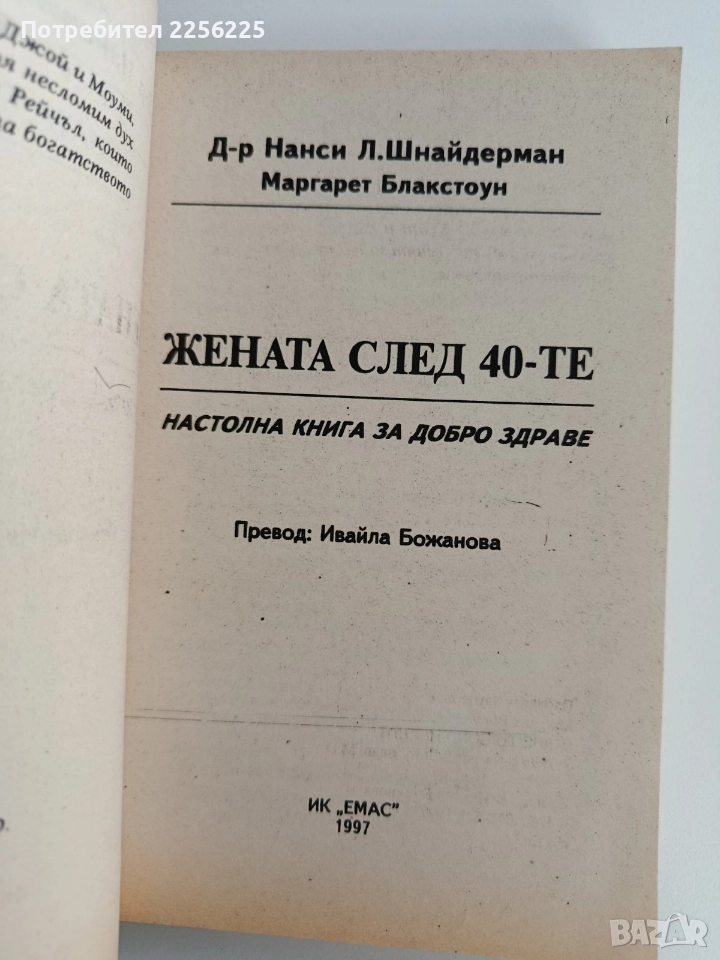 Потребител 2256225
Джой и Моуми,
я несломим дух
Рейчъл, които
а богатството
Д-р Нанси Л.Шнайдерман
Маргарет Блакстоун
ЖЕНАТА СЛЕД 40-ТЕ
НАСТОЛНА КНИГА ЗА ДОБРО ЗДРАВЕ
Превод: Ивайла Божанова
ИК „ЕМАС”
1997
BAZAR